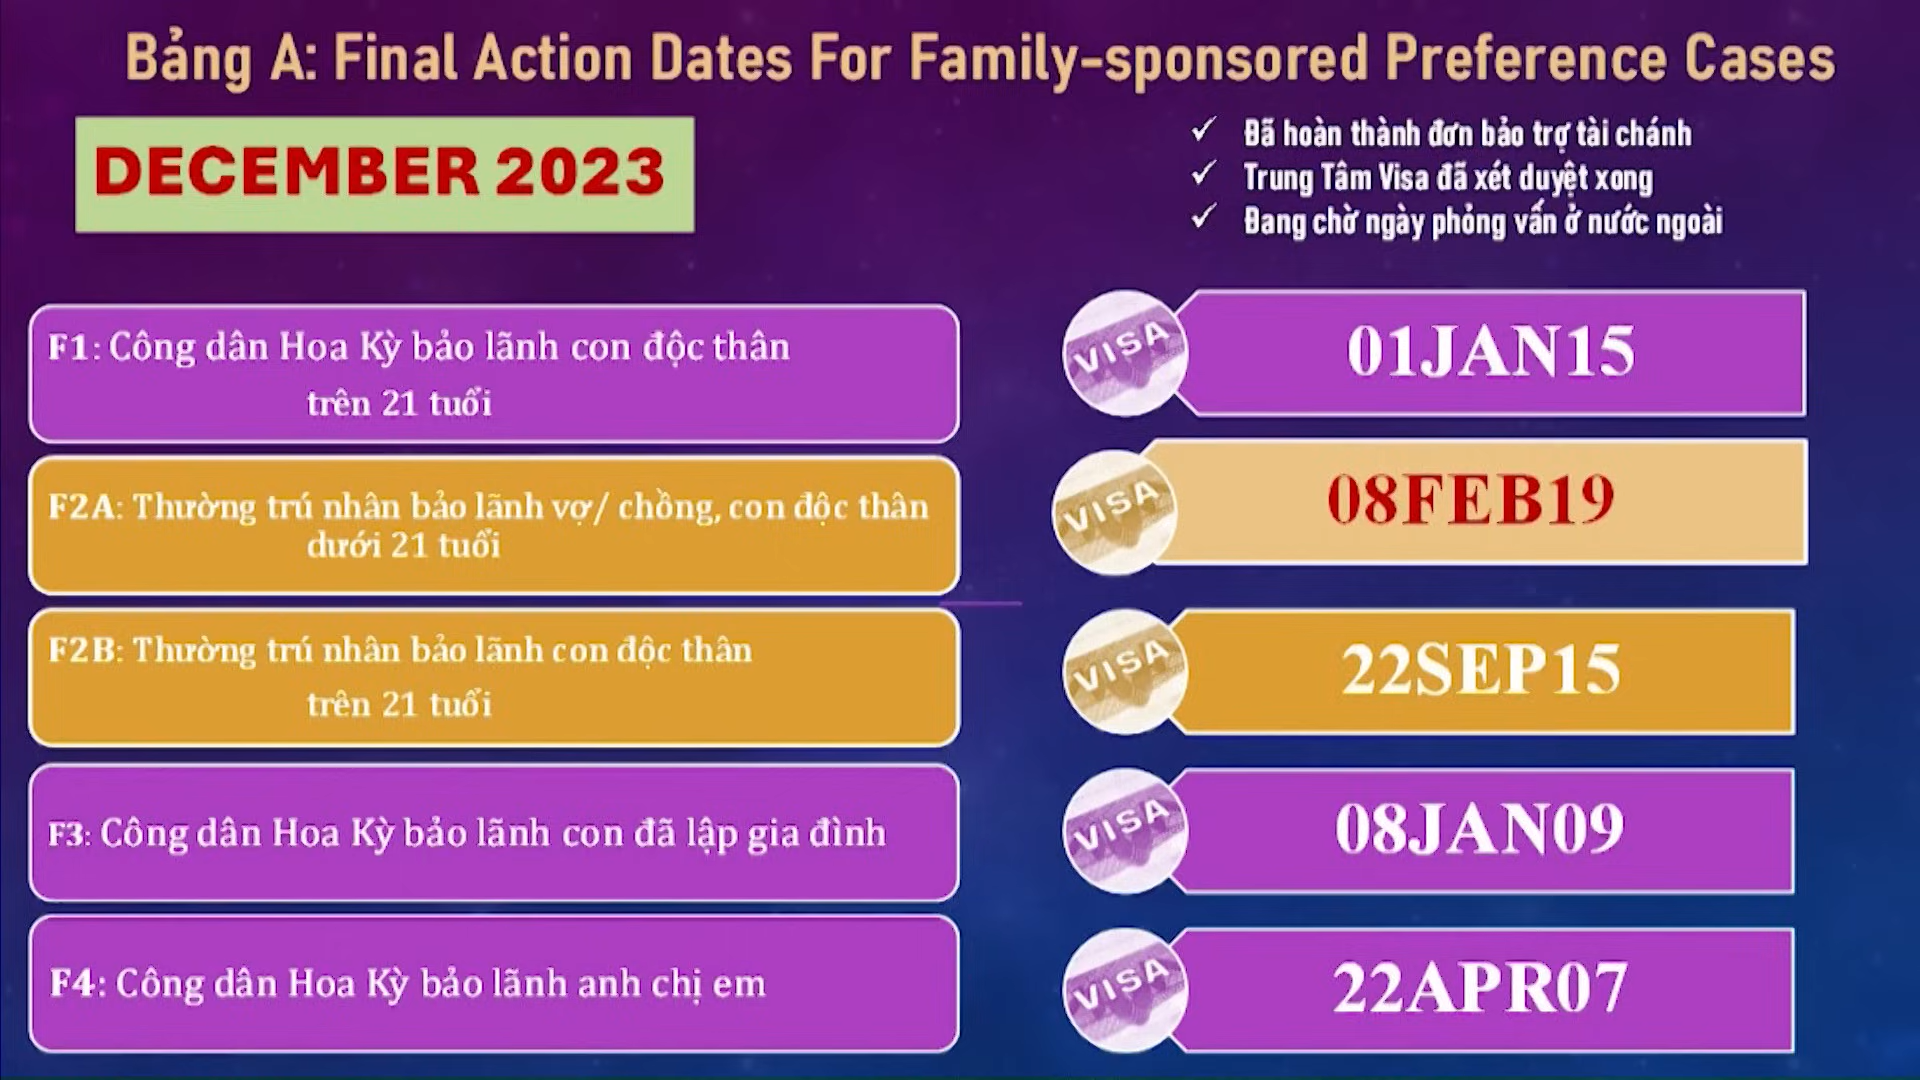 Bảng A: Final Action Dates For Family-sponsored Preference Cases
DECEMBER 2023
✓ Đã hoàn thành đơn bảo trợ tài chánh
✓ Trung Tâm Visa đã xét duyệt xong
✓ Đang chờ ngày phỏng vấn ở nước ngoài
F1: Công dân Hoa Kỳ bảo lãnh con độc thân
trên 21 tuổi
VISA
01JAN15
F2A: Thường trú nhân bảo lãnh vợ/ chồng, con độc thân
dưới 21 tuổi
VISA
08FEB19
F2B: Thường trú nhân bảo lãnh con độc thân
trên 21 tuổi
VISA
22SEP15
F3: Công dân Hoa Kỳ bảo lãnh con đã lập gia đình
VISA
08JAN09
F4: Công dân Hoa Kỳ bảo lãnh anh chị em
VISA
22APR07